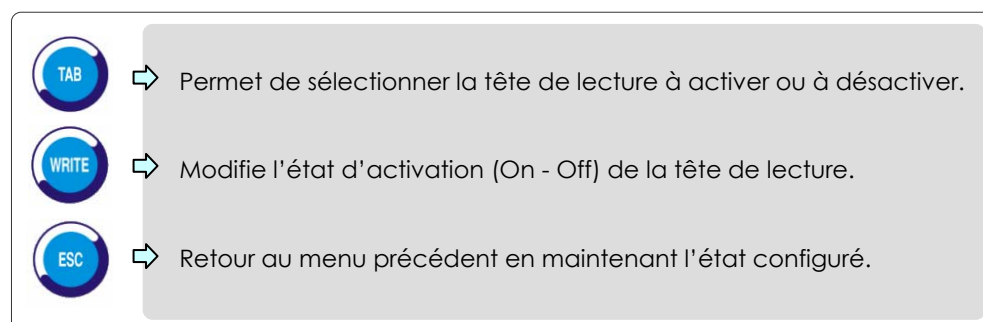 TAB
Permet de sélectionner la tête de lecture à activer ou à désactiver.
WRITE
Modifie l’état d’activation (On - Off) de la tête de lecture.
ESC
Retour au menu précédent en maintenant l’état configuré.